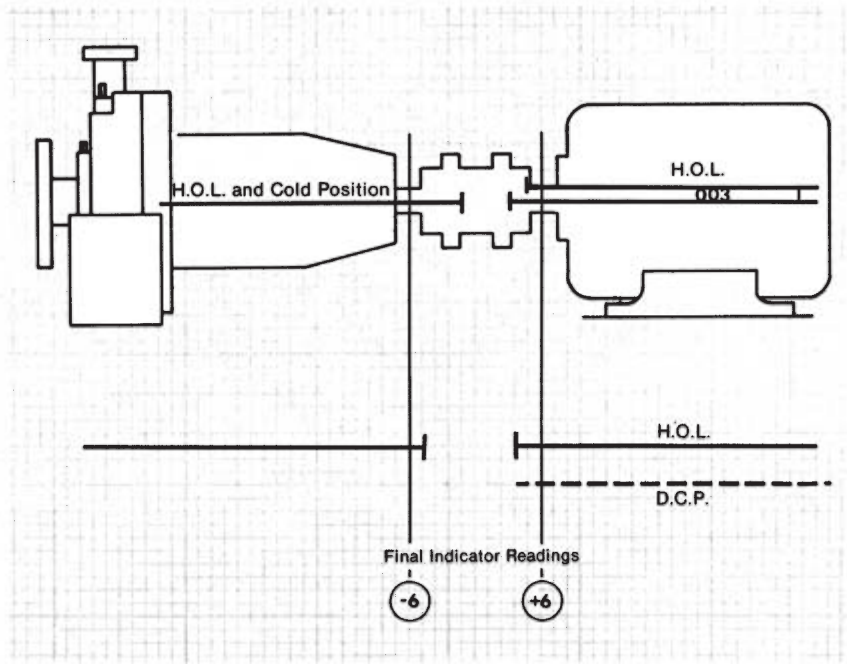 H.O.L. and Cold Position
H.O.L.
.003
H.O.L.
D.C.P.
Final Indicator Readings
-6
+6